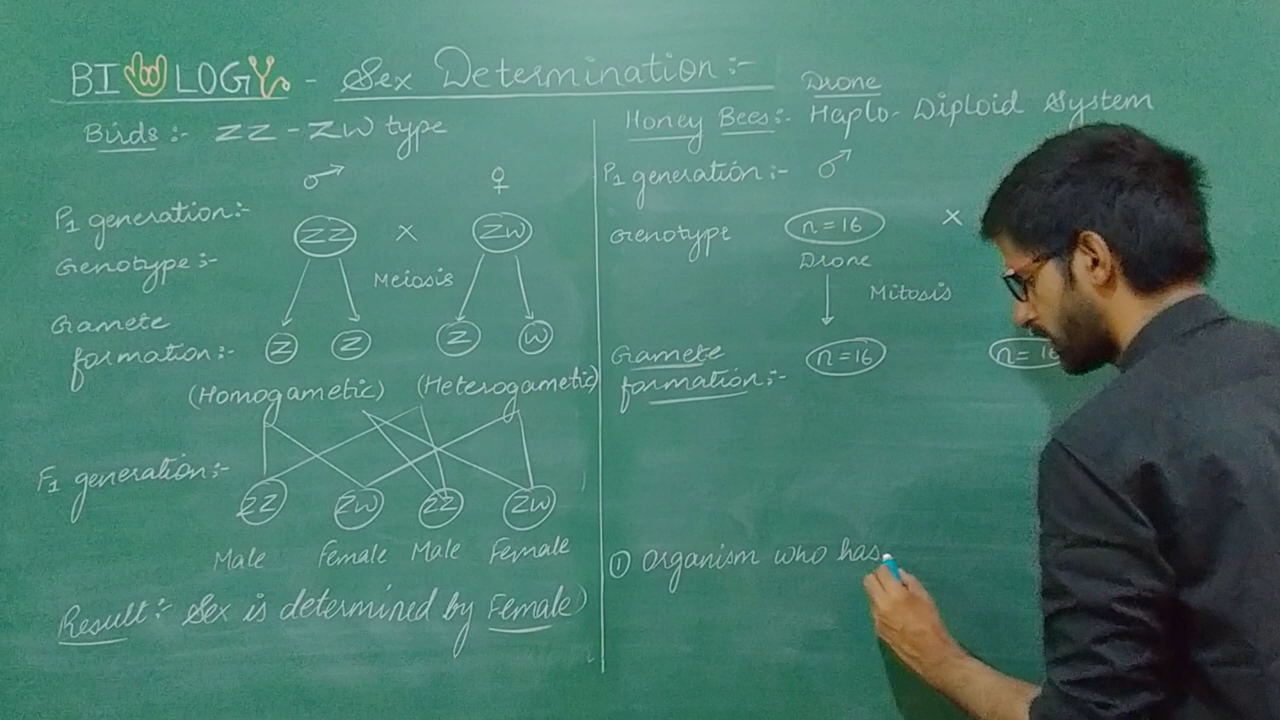 BIOLOGY - Sex Determination :-
Birds :- ZZ - ZW type
♂ ♀
P1 generation:-
ZZ × ZW
Genotype :-
Meiosis
Gamete
formation:-
Z Z Z W
(Homogametic) (Heterogametic)
F1 generation:-
ZZ ZW ZZ ZW
Male Female Male Female
Result :- Sex is determined by Female
Drone
Honey Bees:- Haplo- Diploid System
P1 generation:- ♂
Genotype n=16 ×
Drone
Mitosis
Gamete n=16 n=16
formation:-
① Organism who has